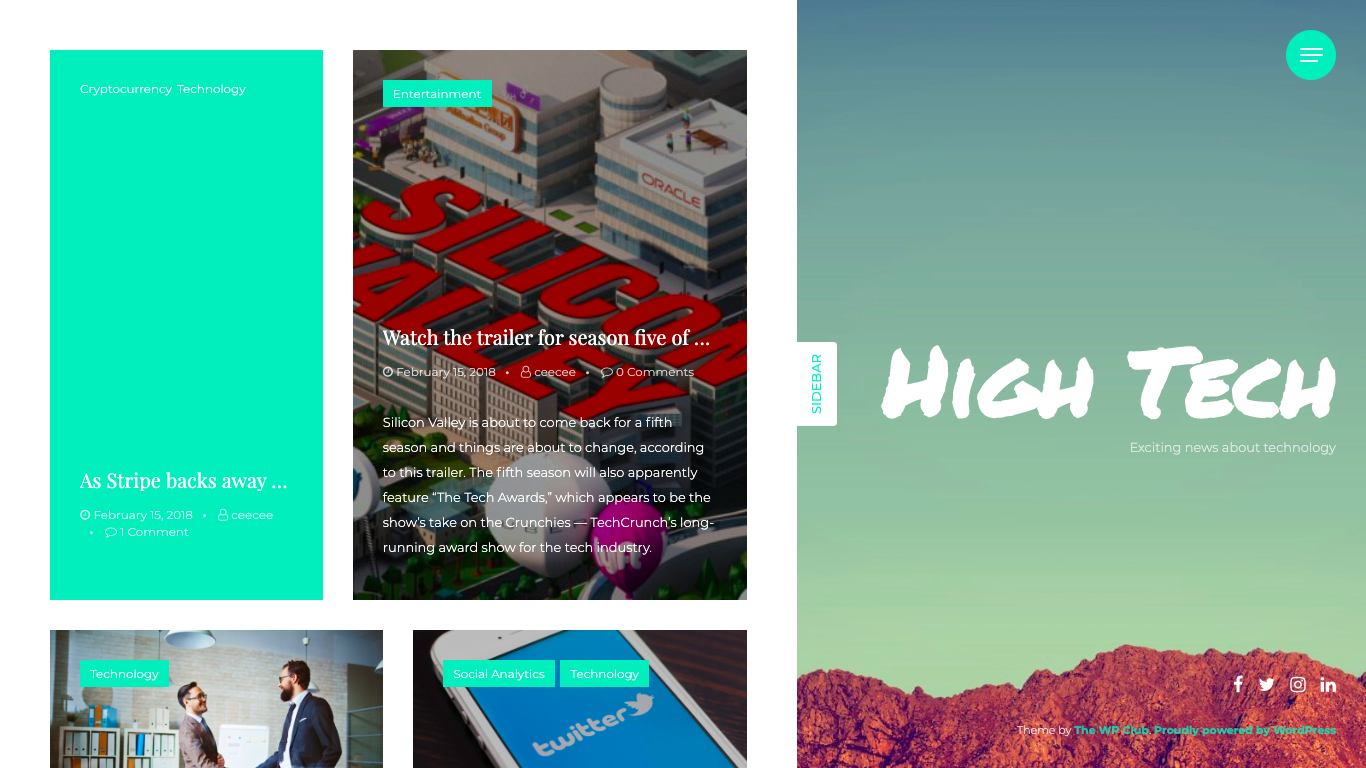 Cryptocurrency Technology
As Stripe backs away ...
February 15, 2018 • ceecee
• 1 Comment
Entertainment
ORACLE
SILICON
VALLEY
Watch the trailer for season five of ...
February 15, 2018 • ceecee • 0 Comments
Silicon Valley is about to come back for a fifth
season and things are about to change, according
to this trailer. The fifth season will also apparently
feature “The Tech Awards,” which appears to be the
show’s take on the Crunchies — TechCrunch’s long-
running award show for the tech industry.
Technology
Social Analytics Technology
twitter
SIDEBAR
High Tech
Exciting news about technology
Theme by The WP Club. Proudly powered by WordPress